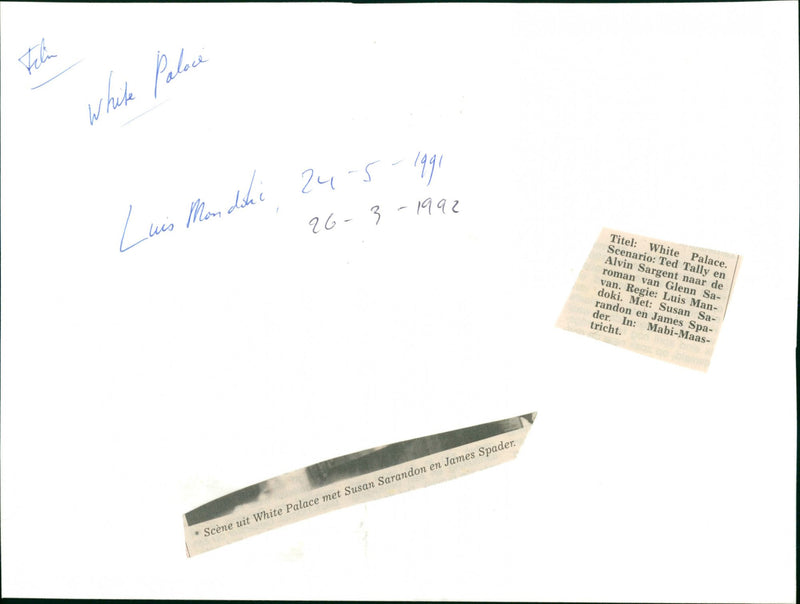 Film
White Palace
Luis Mandoki, 24-5-1991
26-3-1992
Titel: White Palace.
Scenario: Ted Tally en
Alvin Sargent naar de
roman van Glenn Sa-
van. Regie: Luis Man-
doki. Met: Susan Sa-
randon en James Spa-
der. In: Mabi-Maas-
tricht.
* Scène uit White Palace met Susan Sarandon en James Spader.